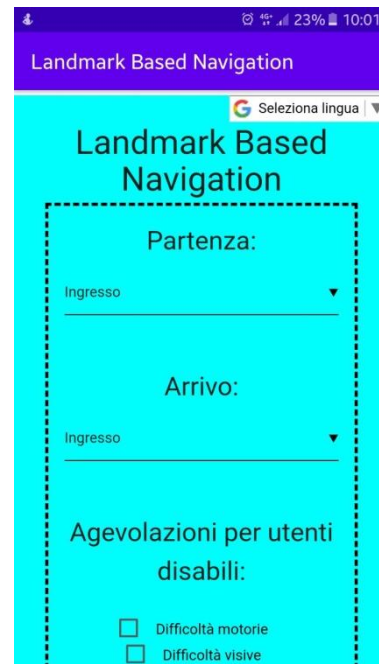 4G+ 23% 10:01
Landmark Based Navigation
Seleziona lingua
Landmark Based
Navigation
Partenza:
Ingresso
Arrivo:
Ingresso
Agevolazioni per utenti
disabili:
Difficoltà motorie
Difficoltà visive